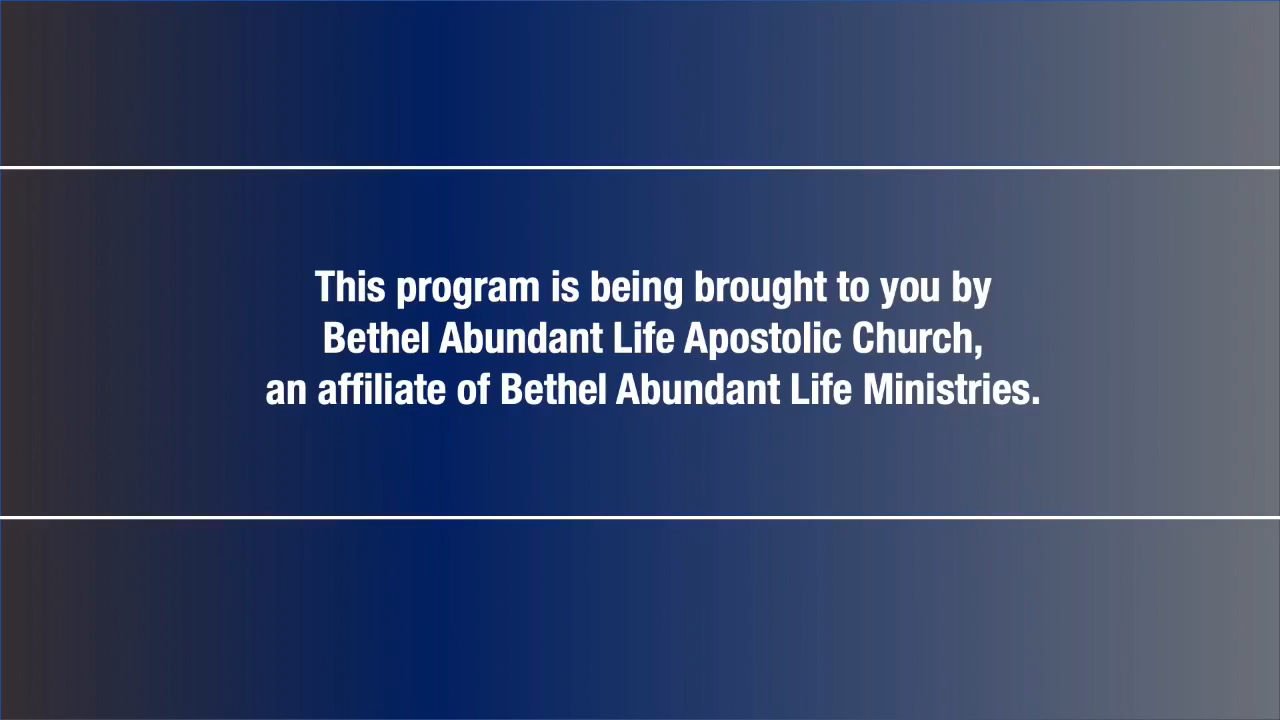 This program is being brought to you by
Bethel Abundant Life Apostolic Church,
an affiliate of Bethel Abundant Life Ministries.